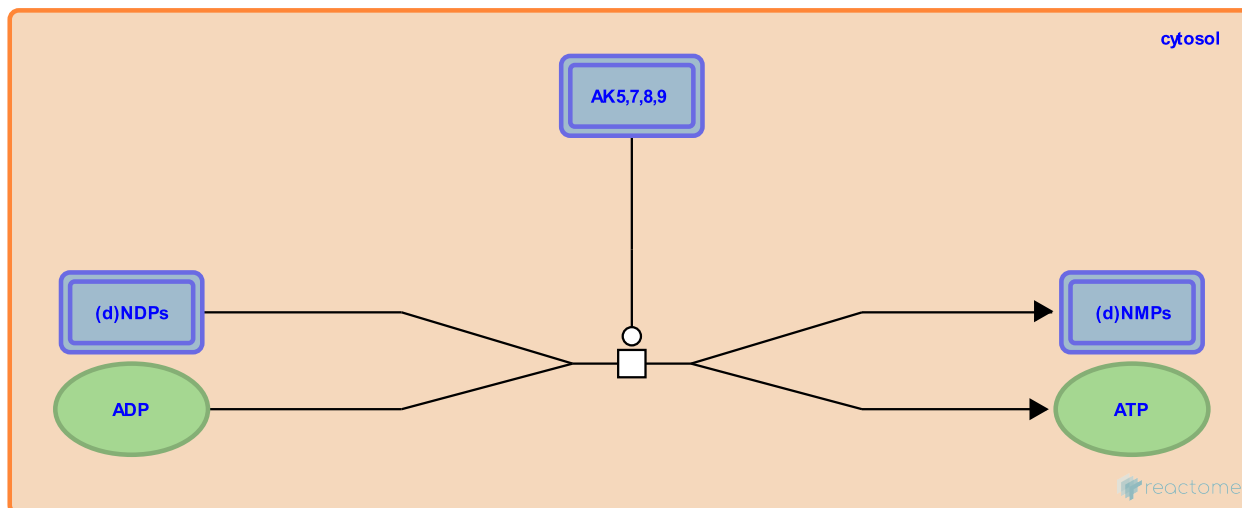 cytosol
AK5,7,8,9
(d)NDPs
(d)NMPs
ADP
ATP
reactome